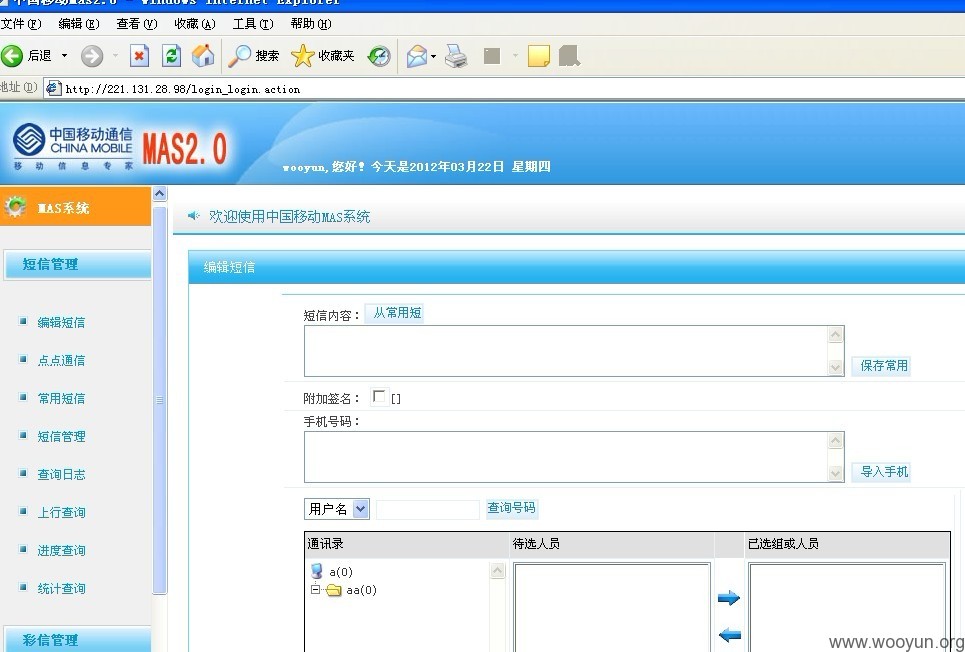 中国移动Mas2.0 - Windows Internet Explorer
文件(F) 编辑(E) 查看(V) 收藏(A) 工具(T) 帮助(H)
后退 搜索 收藏夹
地址(D) http://221.131.28.98/login_login.action
中国移动通信
CHINA MOBILE
移动信息专家
MAS2.0
wooyun,您好！今天是2012年03月22日 星期四
MAS系统
欢迎使用中国移动MAS系统
短信管理
编辑短信
点点通信
常用短信
短信管理
查询日志
上行查询
进度查询
统计查询
彩信管理
编辑短信
短信内容： 从常用短
保存常用
附加签名： []
手机号码：
导入手机
用户名 查询号码
通讯录 待选人员 已选组或人员
a(0)
aa(0)
www.wooyun.org